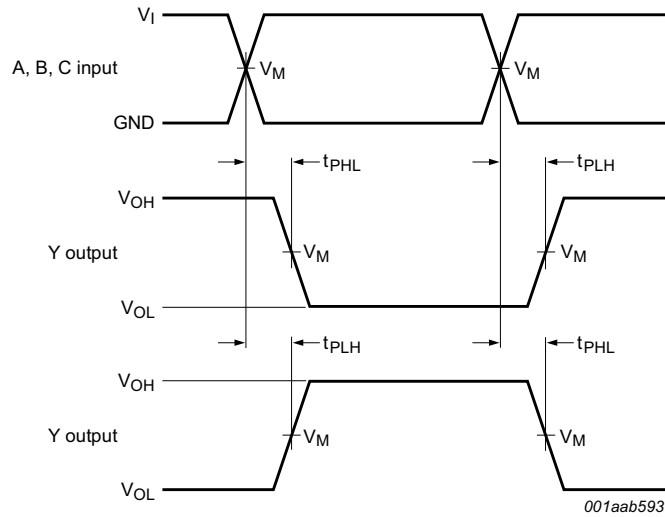 VI
A, B, C input
VM
VM
GND
tPHL
tPLH
VOH
Y output
VM
VM
VOL
tPLH
tPHL
VOH
Y output
VM
VM
VOL
001aab593